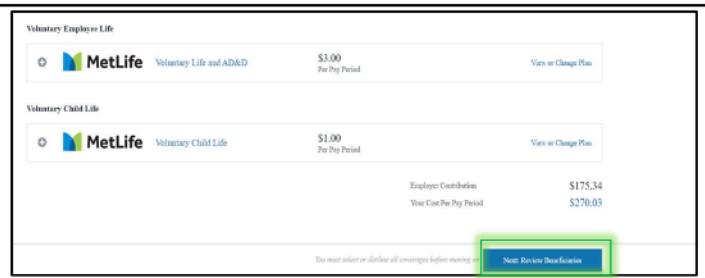 Voluntary Employee Life
MetLife Voluntary Life and AD&D $3.00 View or Change Plan
Per Pay Period
Voluntary Child Life
MetLife Voluntary Child Life $1.00 View or Change Plan
Per Pay Period
Employer Contribution $175.34
Your Cost Per Pay Period $270.03
You must select or decline all coverages before moving on Next: Review Beneficiaries